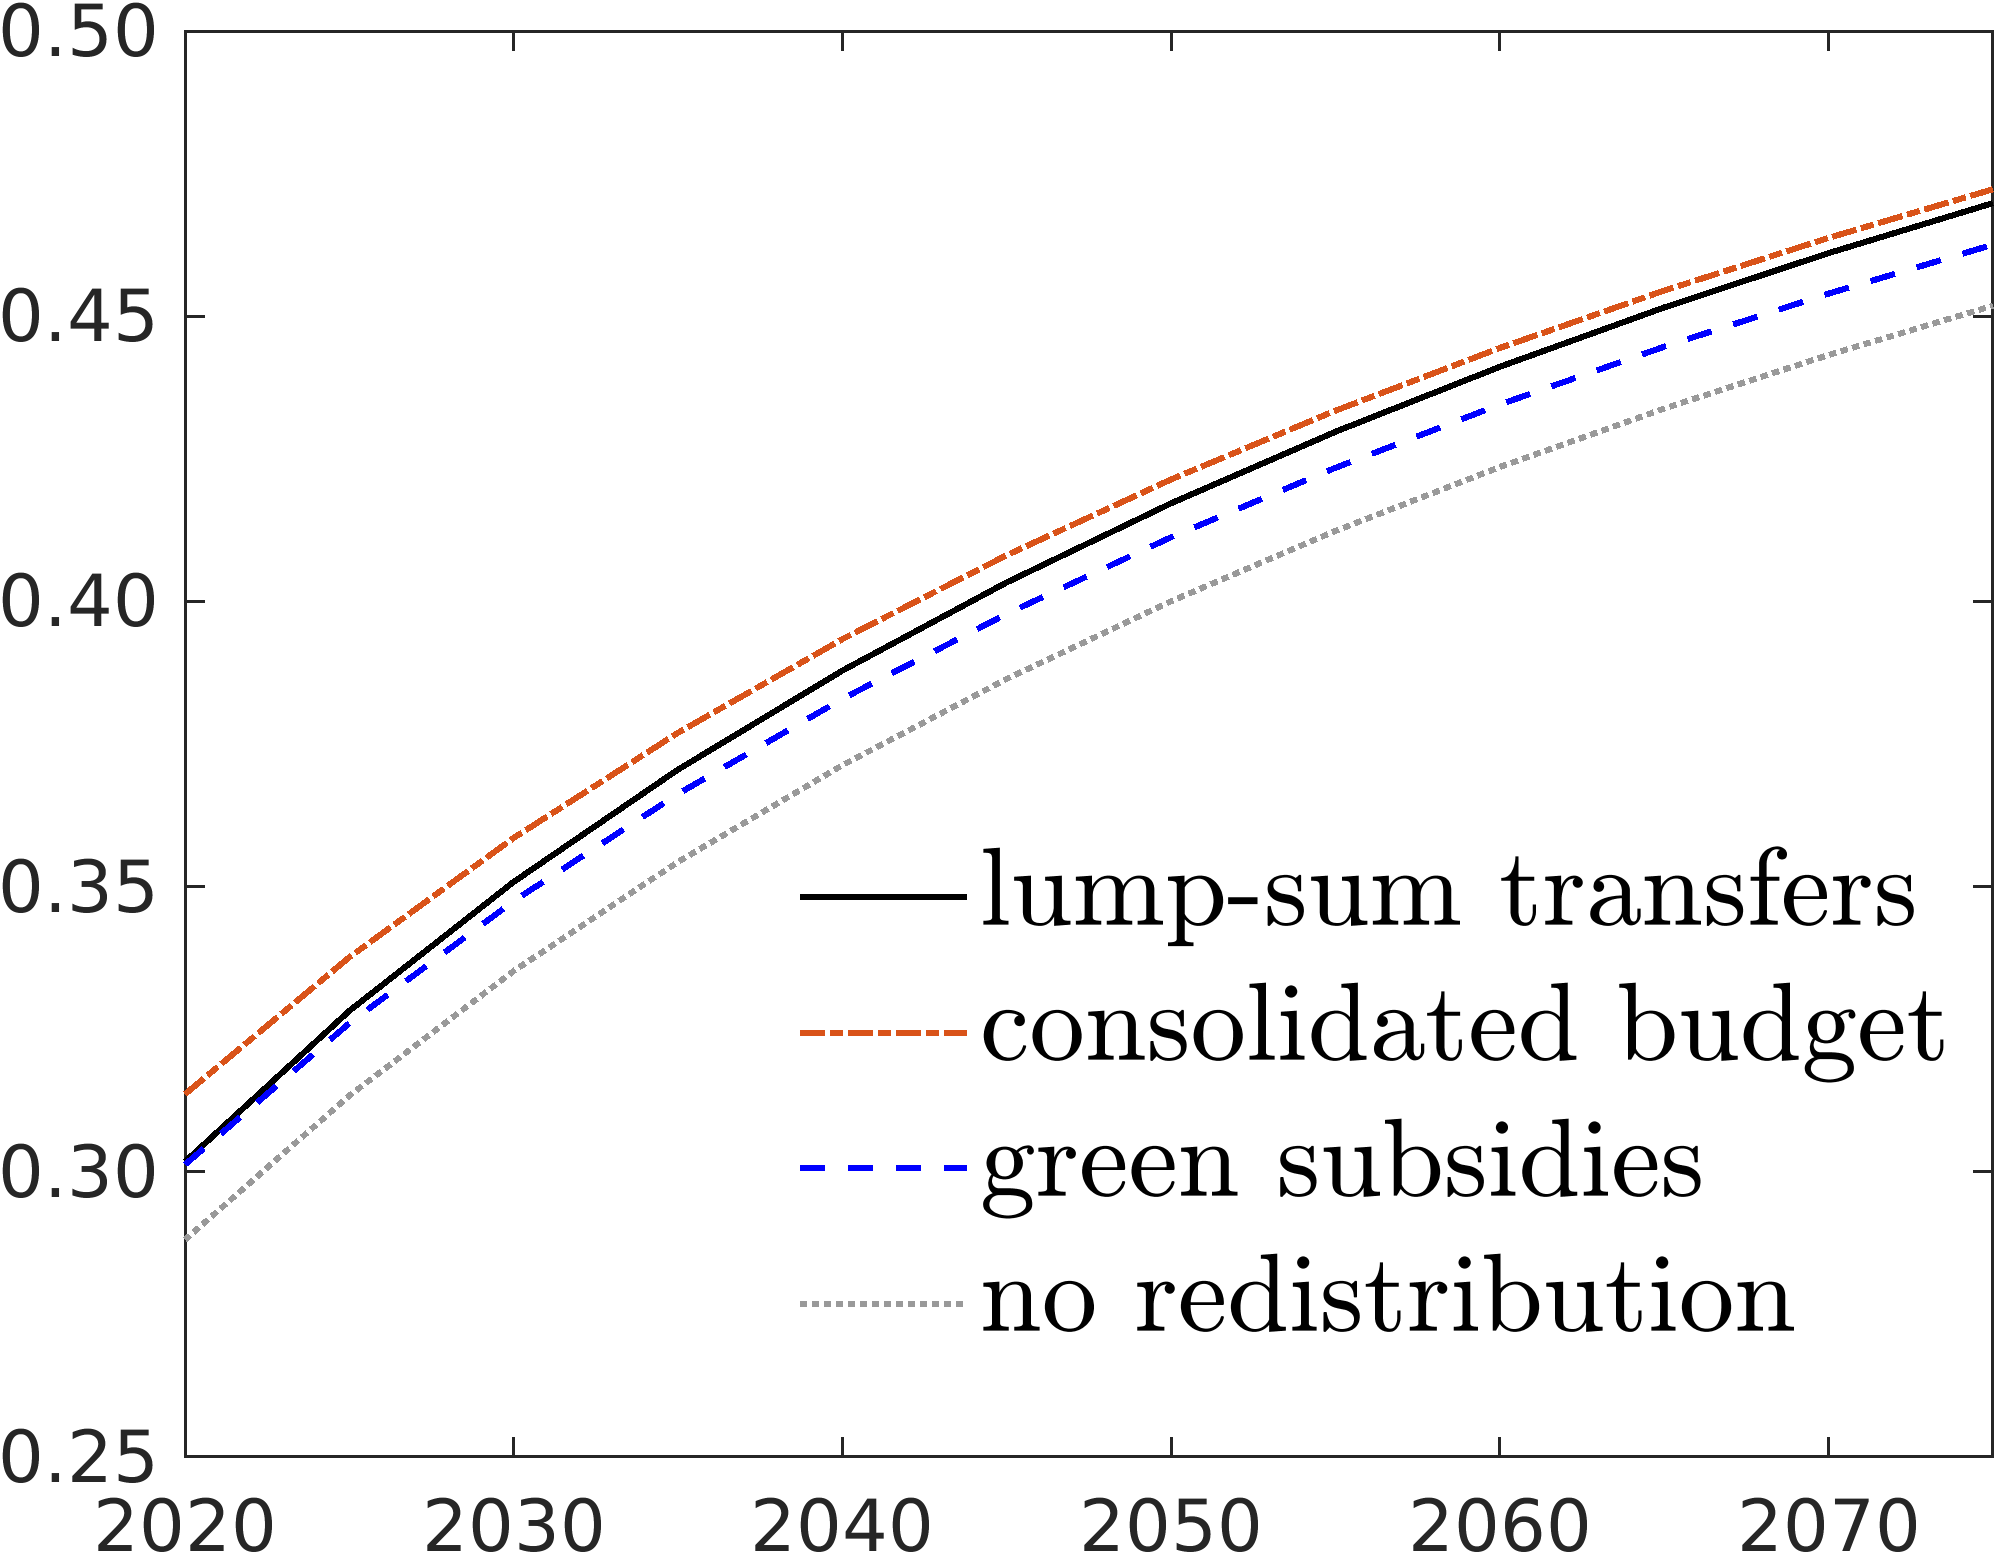 0.50
0.45
0.40
0.35
0.30
0.25
lump-sum transfers
consolidated budget
green subsidies
no redistribution
2020 2030 2040 2050 2060 2070